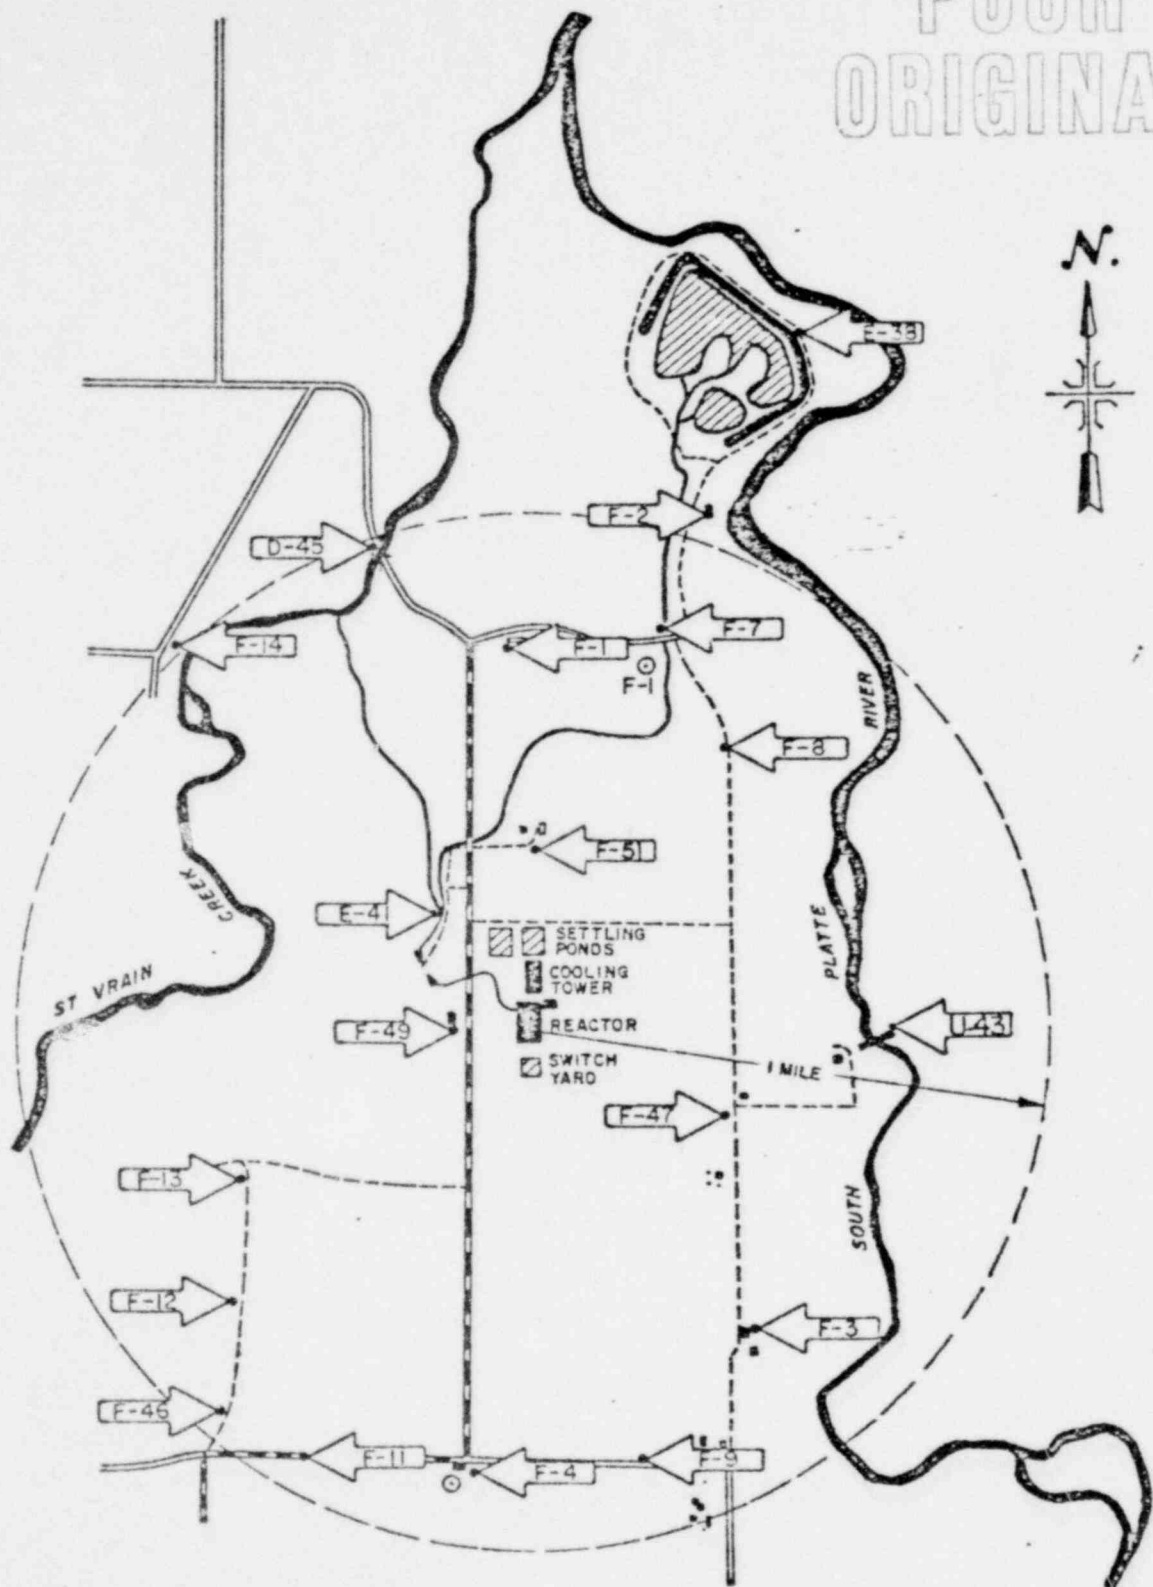 POOR
ORIGINA
N.
F-38
F-2
D-45
F-7
F-14
F-1
F-1
RIVER
F-8
F-51
CREEK
E-4
SETTLING
PONDS
PLATTE
COOLING
TOWER
ST VRAIN
F-49
REACTOR
U-43
SWITCH
YARD
1 MILE
F-47
F-13
SOUTH
F-12
F-3
F-46
F-11
F-4
F-9